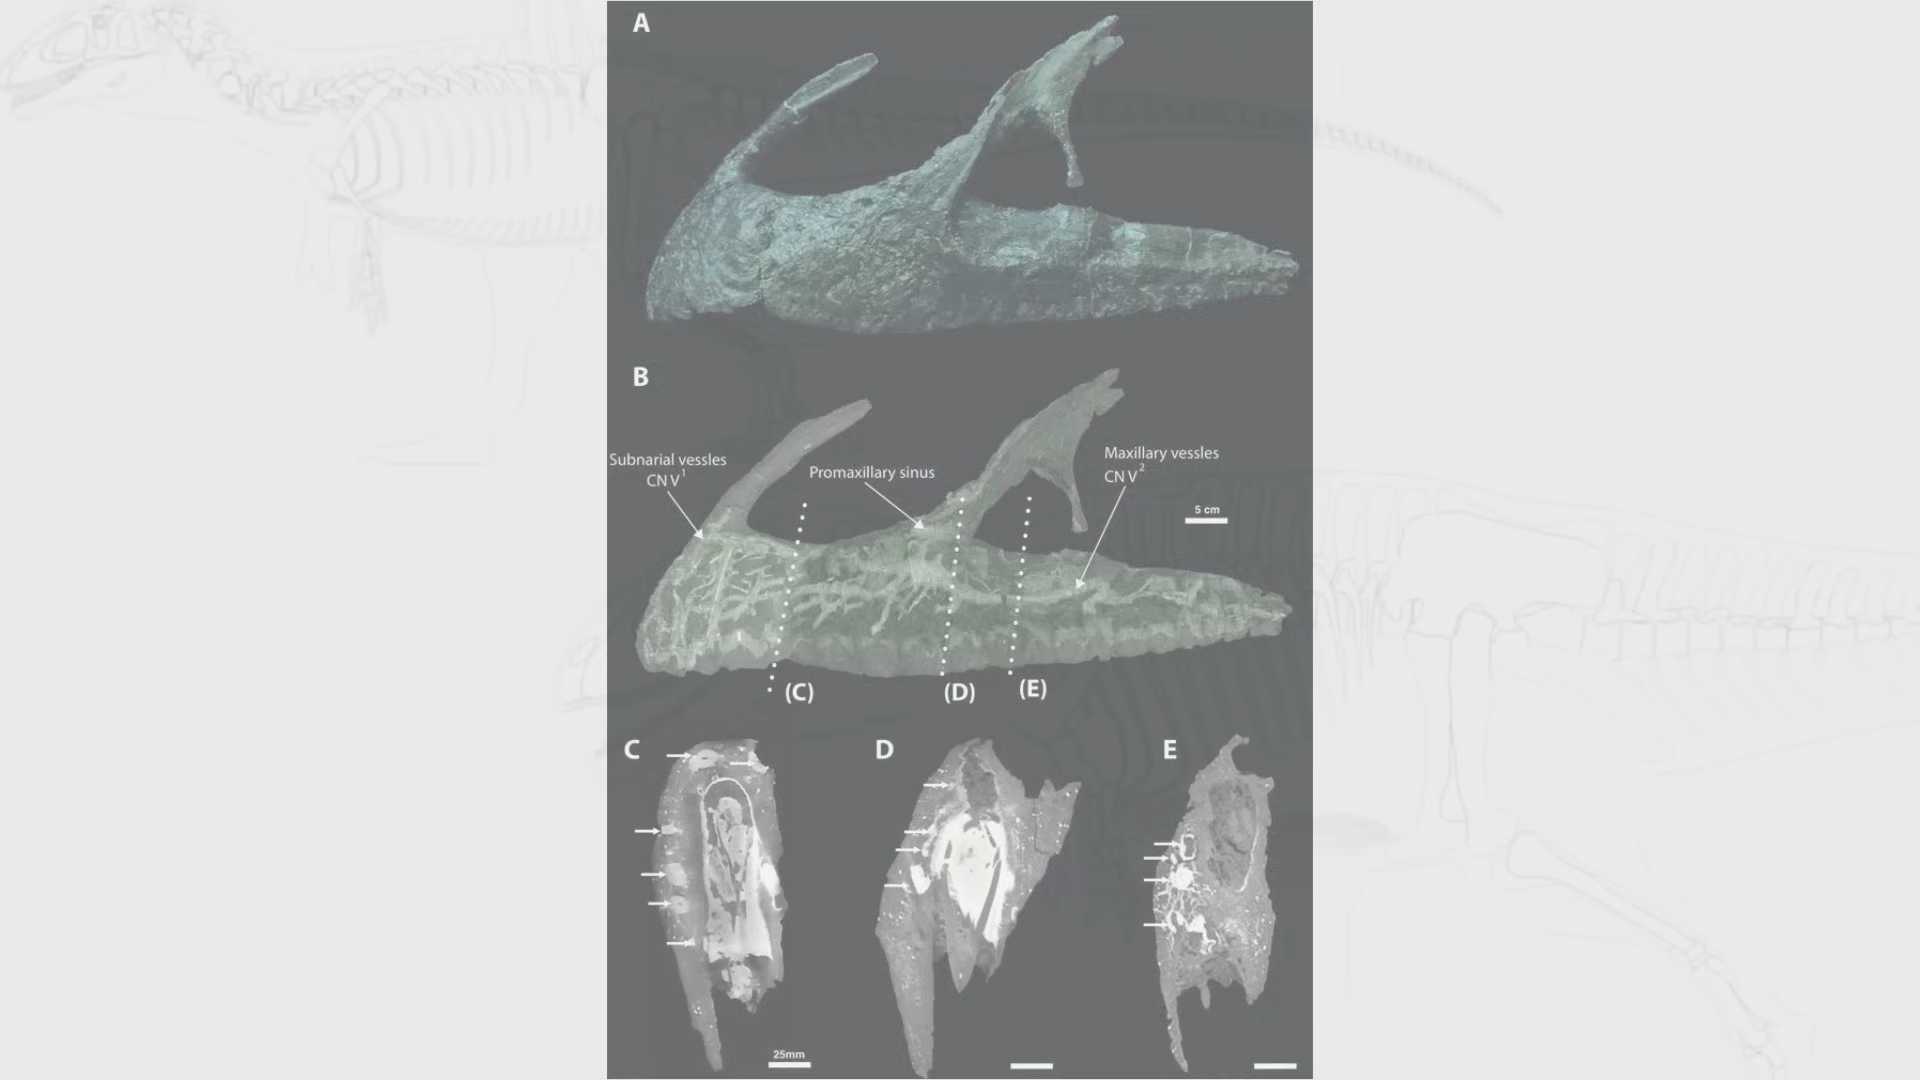 A
B
Subnarial vessles
CN V1
Promaxillary sinus
Maxillary vessles
CN V2
5 cm
(C)
(D)
(E)
C
D
E
25mm